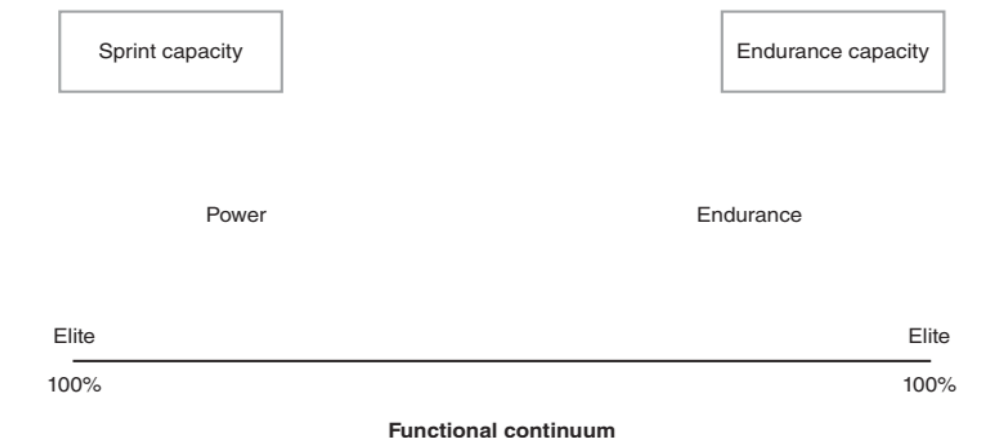 Sprint capacity
Endurance capacity
Power
Endurance
Elite
Elite
100%
100%
Functional continuum